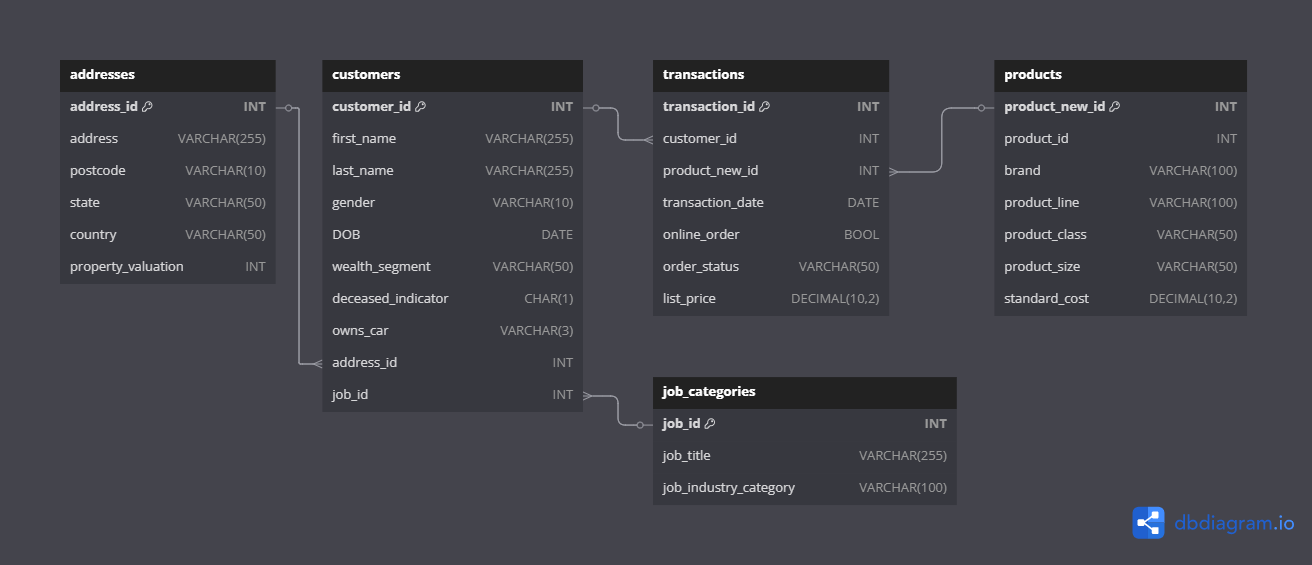 addresses
address_id INT
address VARCHAR(255)
postcode VARCHAR(10)
state VARCHAR(50)
country VARCHAR(50)
property_valuation INT
customers
customer_id INT
first_name VARCHAR(255)
last_name VARCHAR(255)
gender VARCHAR(10)
DOB DATE
wealth_segment VARCHAR(50)
deceased_indicator CHAR(1)
owns_car VARCHAR(3)
address_id INT
job_id INT
transactions
transaction_id INT
customer_id INT
product_new_id INT
transaction_date DATE
online_order BOOL
order_status VARCHAR(50)
list_price DECIMAL(10,2)
products
product_new_id INT
product_id INT
brand VARCHAR(100)
product_line VARCHAR(100)
product_class VARCHAR(50)
product_size VARCHAR(50)
standard_cost DECIMAL(10,2)
job_categories
job_id INT
job_title VARCHAR(255)
job_industry_category VARCHAR(100)
dbdiagram.io